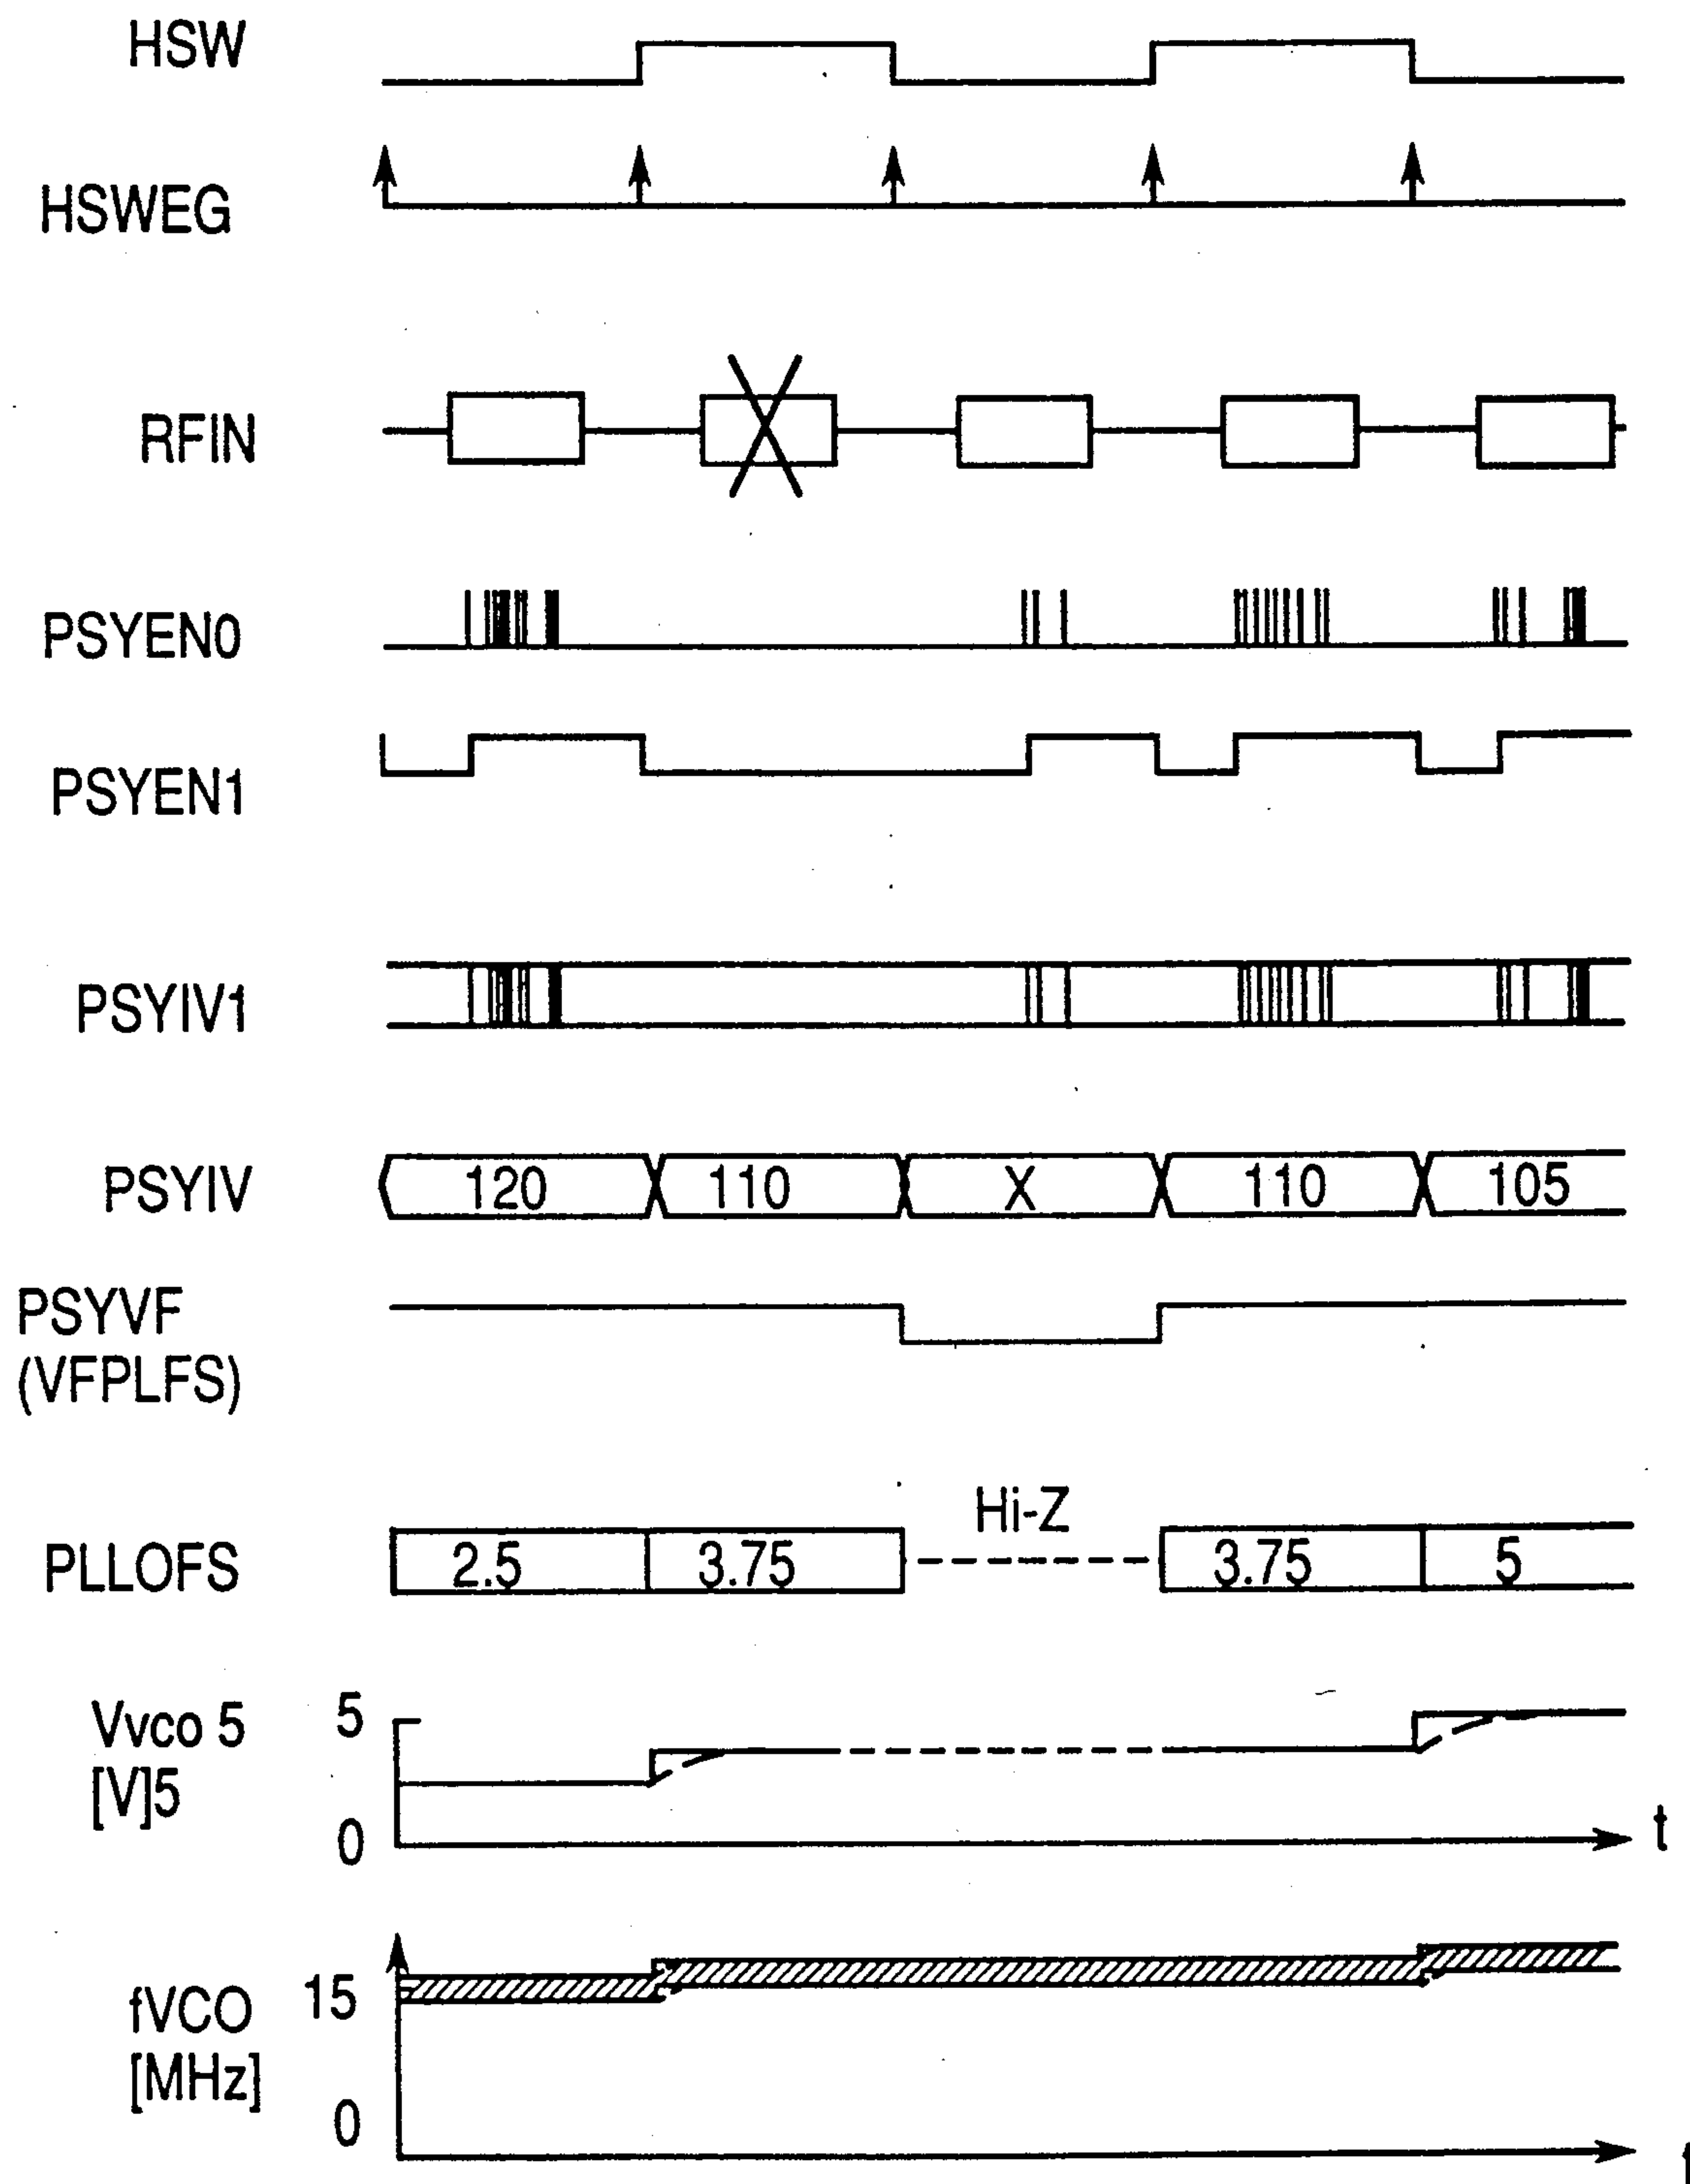 HSW
HSWEG
RFIN
PSYEN0
PSYEN1
PSYIV1
PSYIV 120 110 X 110 105
PSYVF
(VFPLFS)
Hi-Z
PLLOFS 2.5 3.75 3.75 5
Vvco 5 5
[V]5
0 t
fVCO 15
[MHz]
0